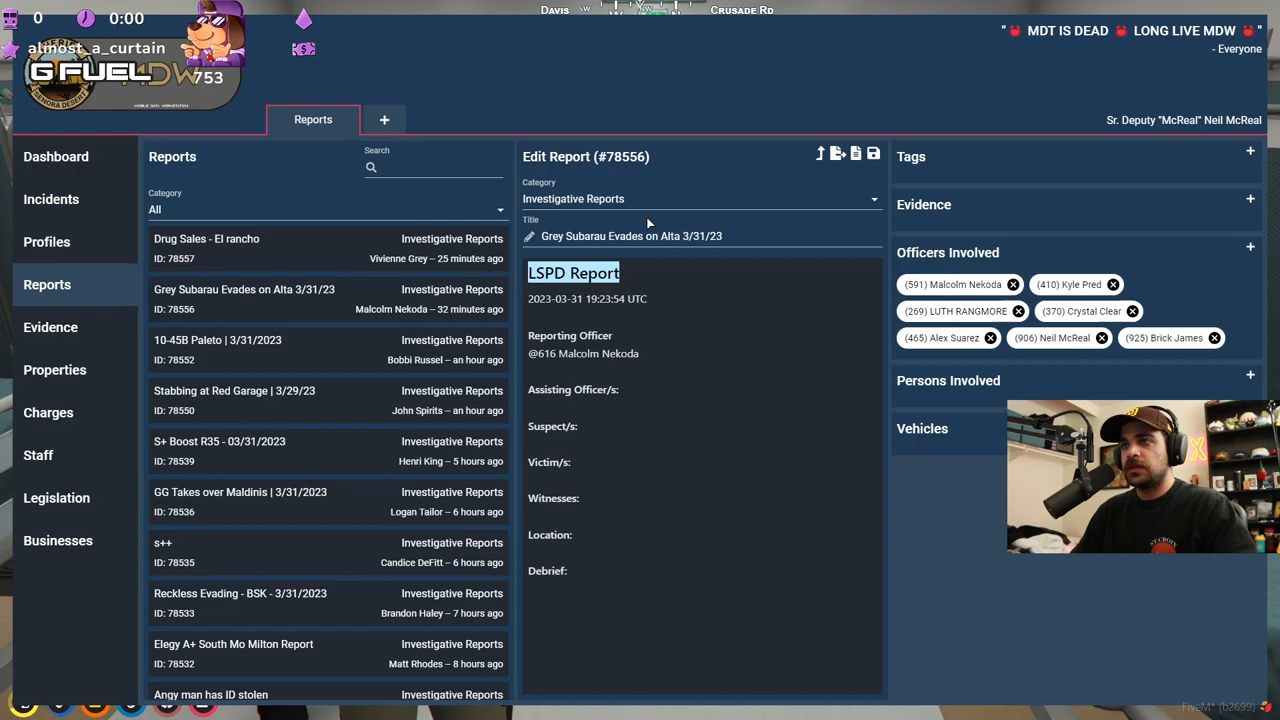 Davis
SW
W
Crusade Rd
0
0:00
almost_a_curtain
G FUEL
MDW
753
SENORA DESERT
MOBILE DATA WORKSTATION
" MDT IS DEAD LONG LIVE MDW "
- Everyone
Reports
+
Sr. Deputy "McReal" Neil McReal
Dashboard
Incidents
Profiles
Reports
Evidence
Properties
Charges
Staff
Legislation
Businesses
Reports
Search
Category
All
Drug Sales - El rancho Investigative Reports
ID: 78557 Vivienne Grey – 25 minutes ago
Grey Subarau Evades on Alta 3/31/23 Investigative Reports
ID: 78556 Malcolm Nekoda – 32 minutes ago
10-45B Paleto | 3/31/2023 Investigative Reports
ID: 78552 Bobbi Russel – an hour ago
Stabbing at Red Garage | 3/29/23 Investigative Reports
ID: 78550 John Spirits – an hour ago
S+ Boost R35 - 03/31/2023 Investigative Reports
ID: 78539 Henri King – 5 hours ago
GG Takes over Maldinis | 3/31/2023 Investigative Reports
ID: 78536 Logan Tailor – 6 hours ago
s++ Investigative Reports
ID: 78535 Candice DeFitt – 6 hours ago
Reckless Evading - BSK - 3/31/2023 Investigative Reports
ID: 78533 Brandon Haley – 7 hours ago
Elegy A+ South Mo Milton Report Investigative Reports
ID: 78532 Matt Rhodes – 8 hours ago
Angy man has ID stolen Investigative Reports
Edit Report (#78556)
Category
Investigative Reports
Title
Grey Subarau Evades on Alta 3/31/23
LSPD Report
2023-03-31 19:23:54 UTC
Reporting Officer
@616 Malcolm Nekoda
Assisting Officer/s:
Suspect/s:
Victim/s:
Witnesses:
Location:
Debrief:
Tags +
Evidence +
Officers Involved +
(591) Malcolm Nekoda (410) Kyle Pred
(269) LUTH RANGMORE (370) Crystal Clear
(465) Alex Suarez (906) Neil McReal (925) Brick James
Persons Involved +
Vehicles
ST. CROIX
FiveM* (b2699)